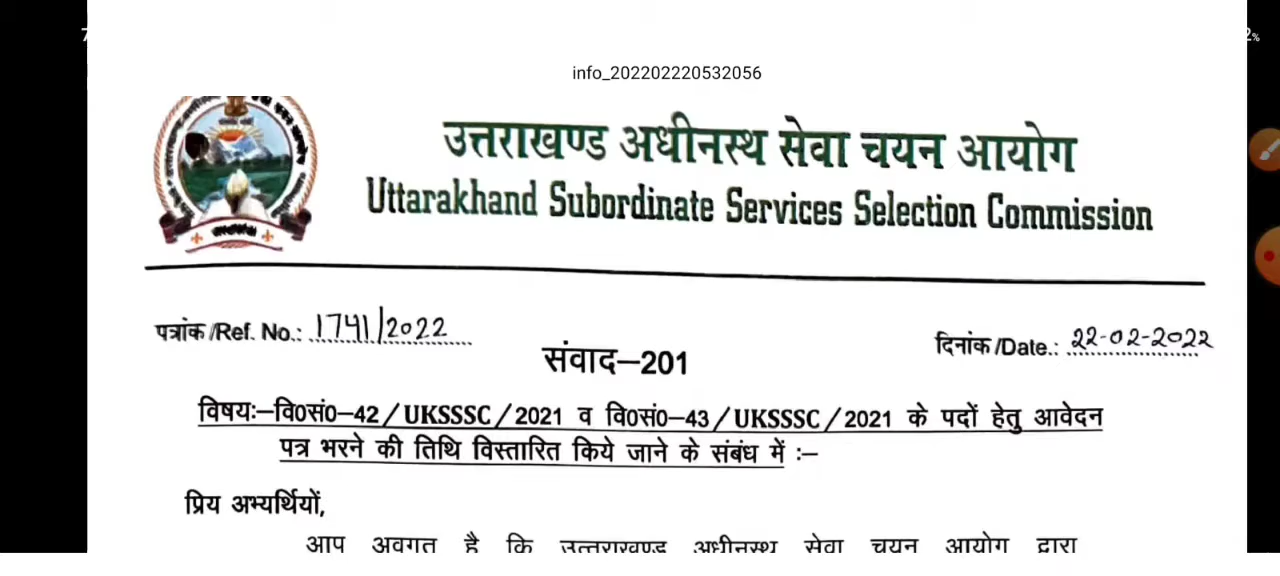 info_202202220532056
उत्तराखण्ड अधीनस्थ सेवा चयन आयोग
Uttarakhand Subordinate Services Selection Commission
पत्रांक /Ref. No.: 1741/2022
दिनांक /Date.: 22-02-2022
संवाद–201
विषयः–वि0सं0–42/UKSSSC/2021 व वि0सं0–43/UKSSSC/2021 के पदों हेतु आवेदन
पत्र भरने की तिथि विस्तारित किये जाने के संबंध में :–
प्रिय अभ्यर्थियों,
आप अवगत है कि उत्तराखण्ड अधीनस्थ सेवा चयन आयोग द्वारा